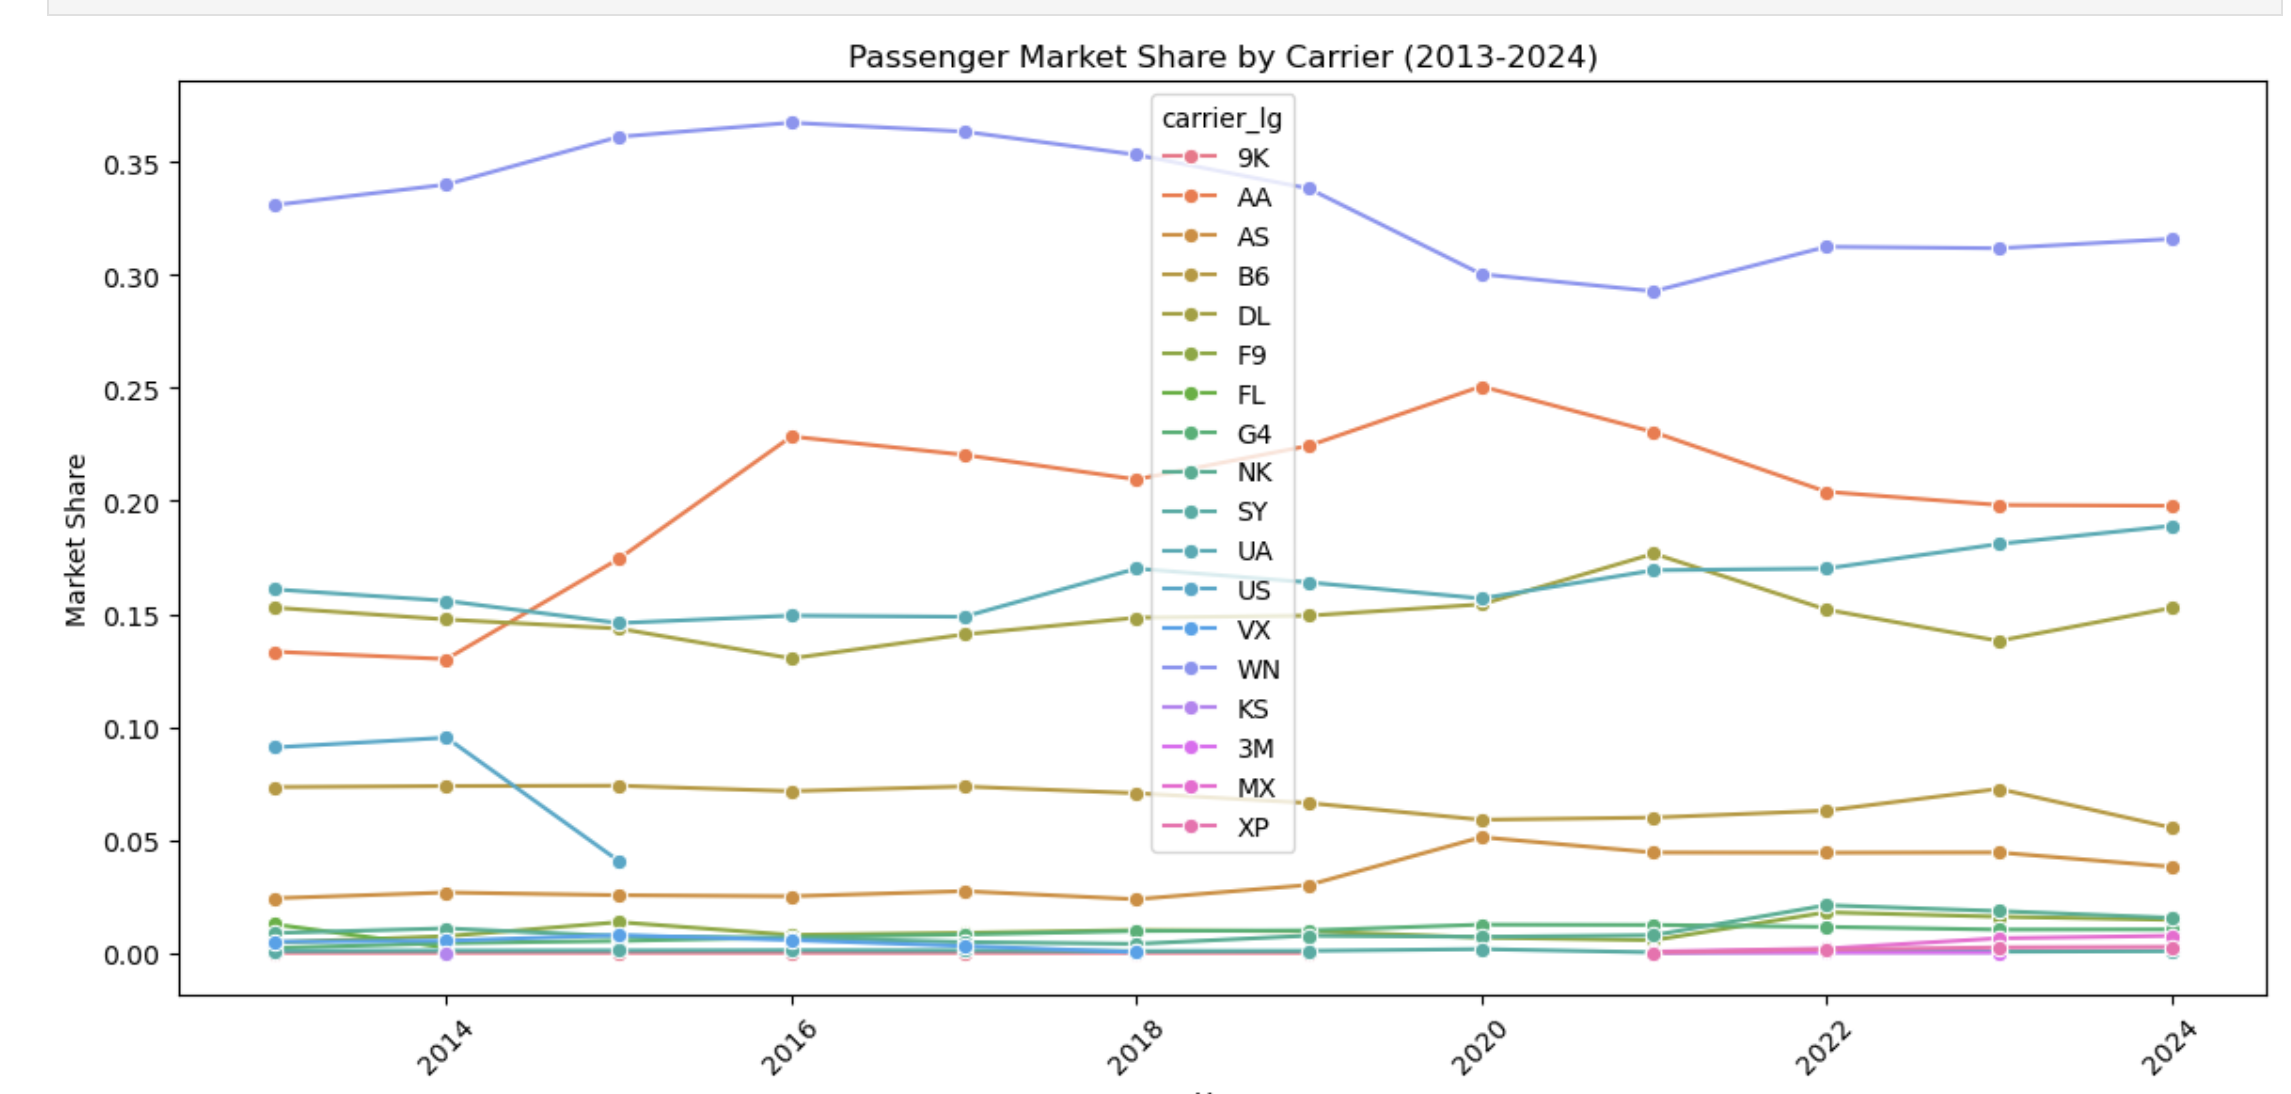 Passenger Market Share by Carrier (2013-2024)
carrier_lg
9K
AA
AS
B6
DL
F9
FL
G4
NK
SY
UA
US
VX
WN
KS
3M
MX
XP
Market Share
0.35
0.30
0.25
0.20
0.15
0.10
0.05
0.00
2014
2016
2018
2020
2022
2024